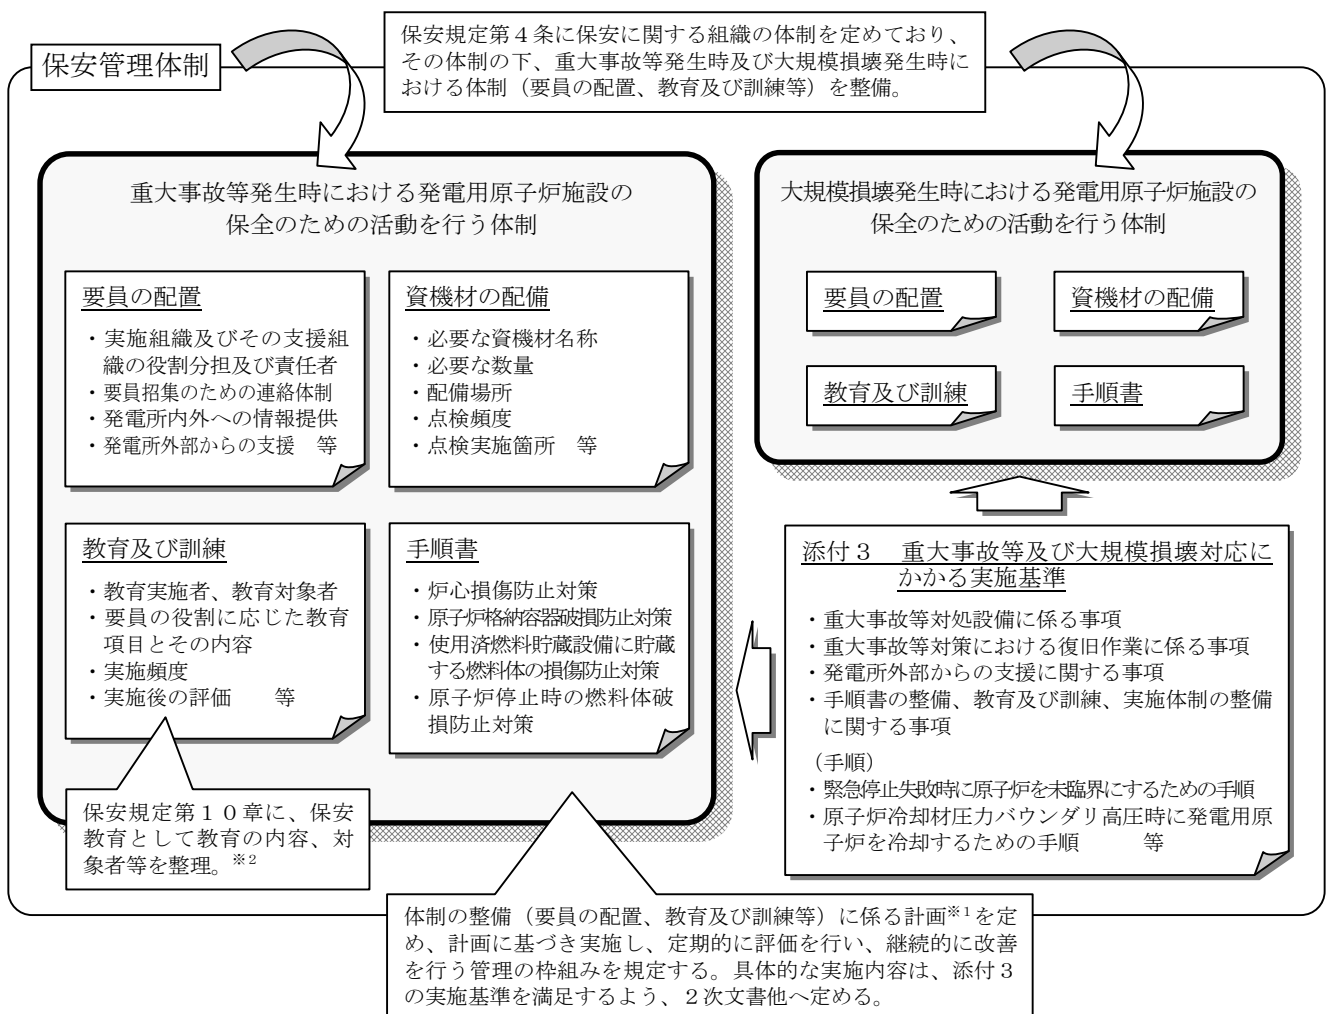 保安管理体制
保安規定第４条に保安に関する組織の体制を定めており、
その体制の下、重大事故等発生時及び大規模損壊発生時に
おける体制（要員の配置、教育及び訓練等）を整備。
重大事故等発生時における発電用原子炉施設の
保全のための活動を行う体制
要員の配置
・実施組織及びその支援組
織の役割分担及び責任者
・要員招集のための連絡体制
・発電所内外への情報提供
・発電所外部からの支援　等
資機材の配備
・必要な資機材名称
・必要な数量
・配備場所
・点検頻度
・点検実施箇所　等
教育及び訓練
・教育実施者、教育対象者
・要員の役割に応じた教育
項目とその内容
・実施頻度
・実施後の評価　　等
手順書
・炉心損傷防止対策
・原子炉格納容器破損防止対策
・使用済燃料貯蔵設備に貯蔵
する燃料体の損傷防止対策
・原子炉停止時の燃料体破
損防止対策
保安規定第１０章に、保安
教育として教育の内容、対
象者等を整理。※２
大規模損壊発生時における発電用原子炉施設の
保全のための活動を行う体制
要員の配置
資機材の配備
教育及び訓練
手順書
添付３　重大事故等及び大規模損壊対応に
かかる実施基準
・重大事故等対処設備に係る事項
・重大事故等対策における復旧作業に係る事項
・発電所外部からの支援に関する事項
・手順書の整備、教育及び訓練、実施体制の整備
に関する事項
（手順）
・緊急停止失敗時に原子炉を未臨界にするための手順
・原子炉冷却材圧力バウンダリ高圧時に発電用原
子炉を冷却するための手順　　　等
体制の整備（要員の配置、教育及び訓練等）に係る計画※１を定
め、計画に基づき実施し、定期的に評価を行い、継続的に改善
を行う管理の枠組みを規定する。具体的な実施内容は、添付３
の実施基準を満足するよう、２次文書他へ定める。